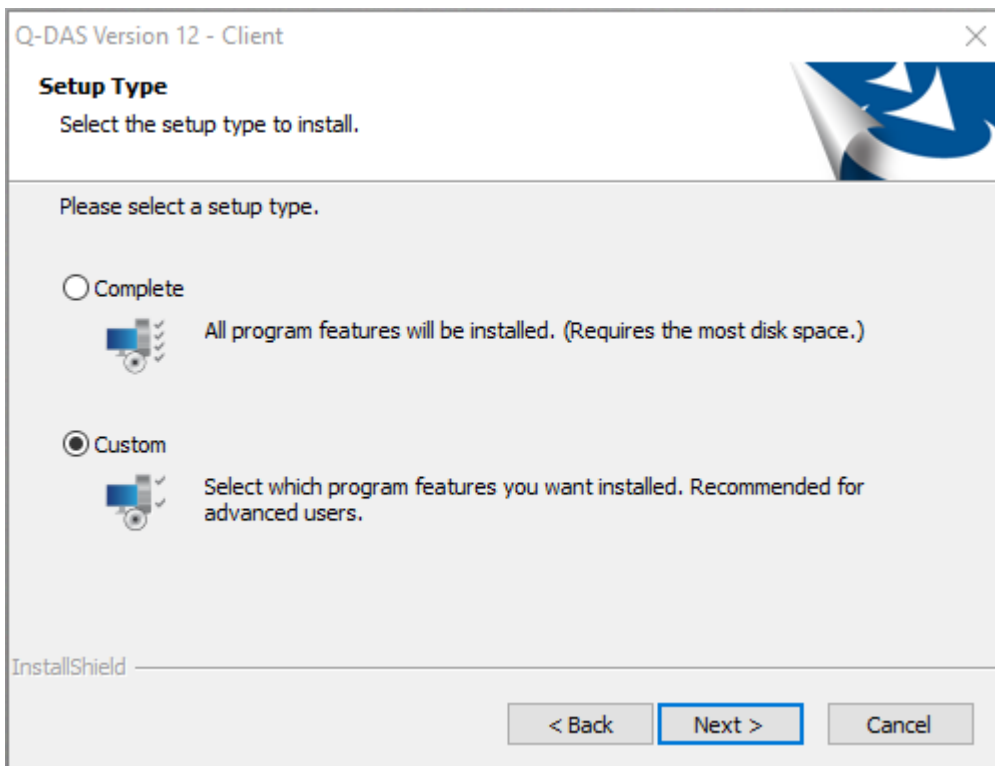 Q-DAS Version 12 - Client
Setup Type
Select the setup type to install.
Please select a setup type.
Complete
All program features will be installed. (Requires the most disk space.)
Custom
Select which program features you want installed. Recommended for
advanced users.
InstallShield
< Back
Next >
Cancel